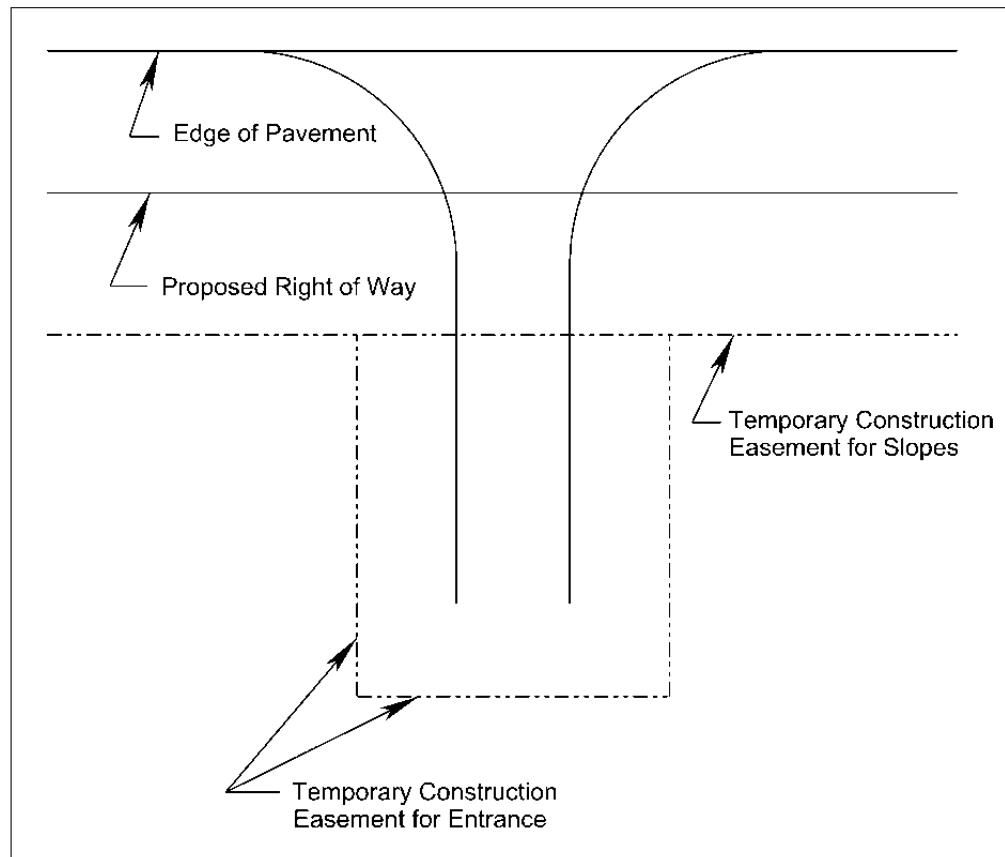 Edge of Pavement
Proposed Right of Way
Temporary Construction
Easement for Slopes
Temporary Construction
Easement for Entrance